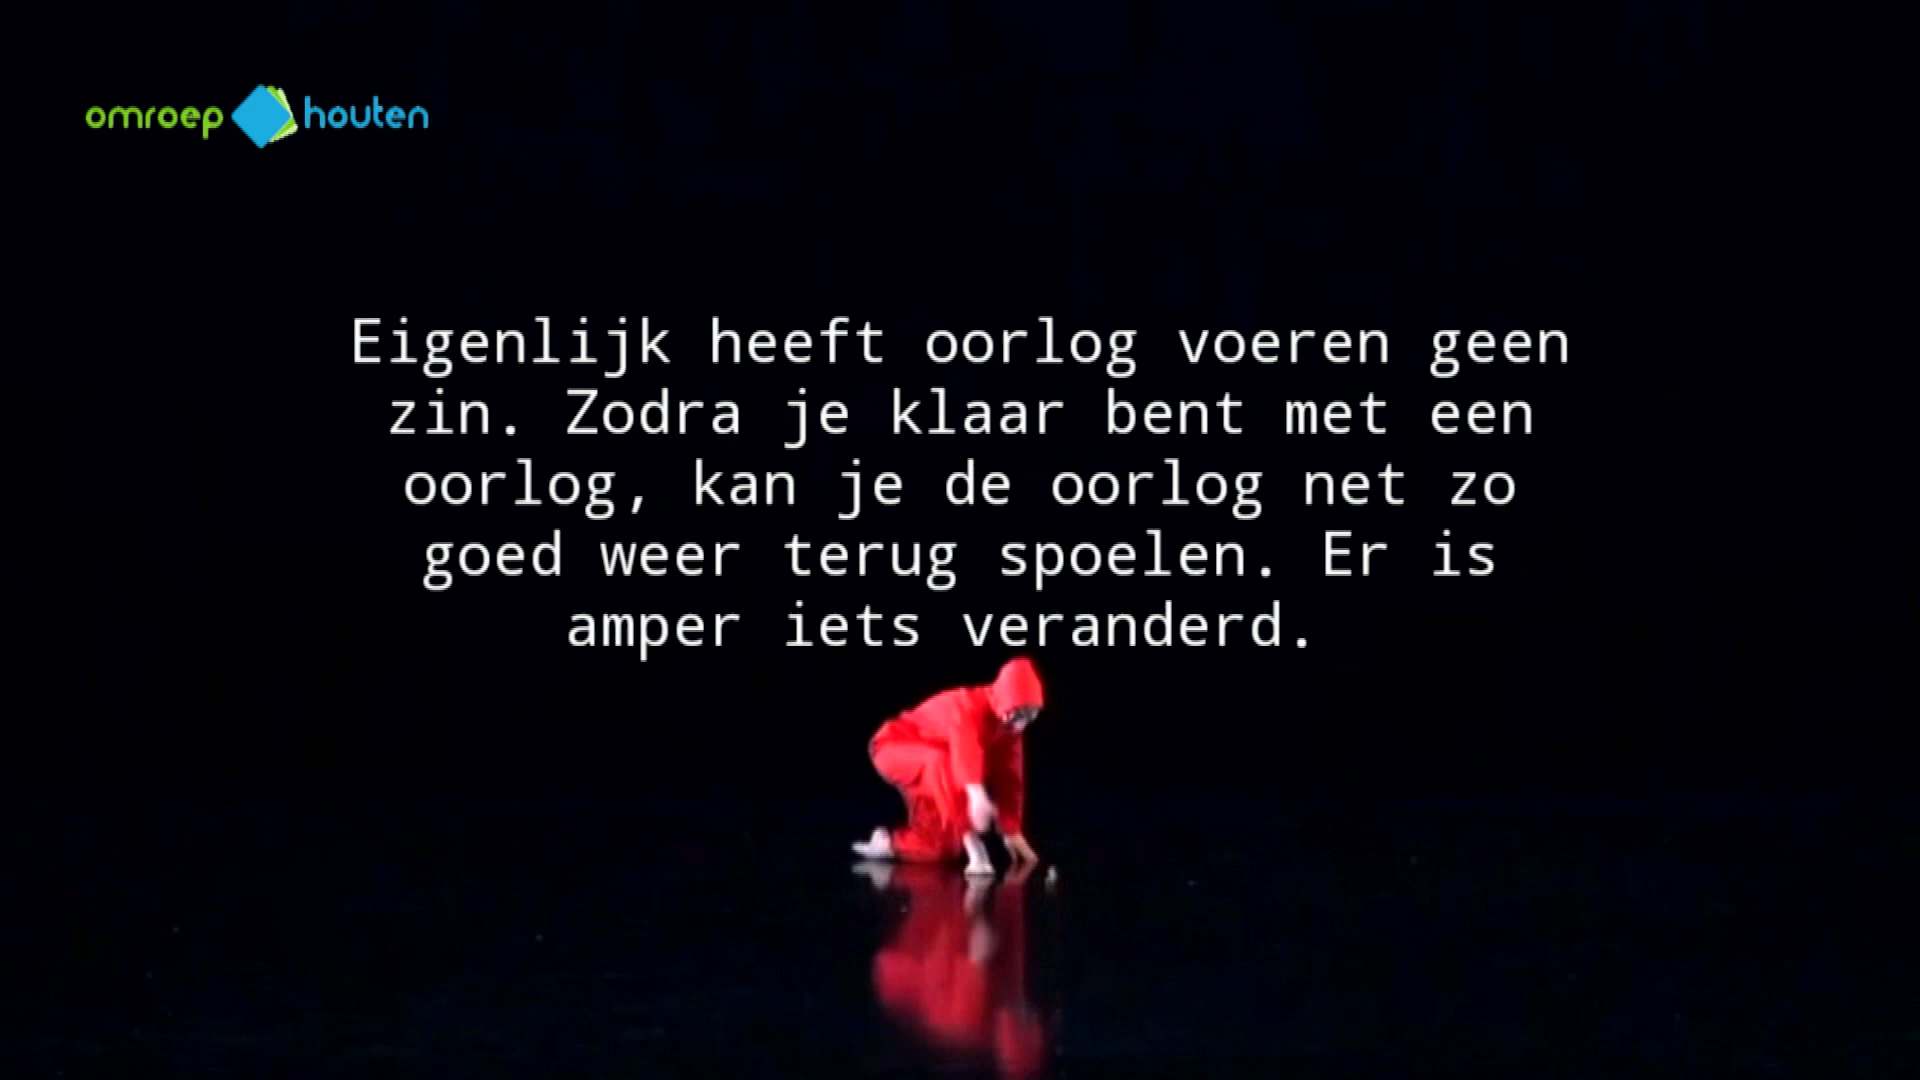 omroep houten
Eigenlijk heeft oorlog voeren geen
zin. Zodra je klaar bent met een
oorlog, kan je de oorlog net zo
goed weer terug spoelen. Er is
amper iets veranderd.